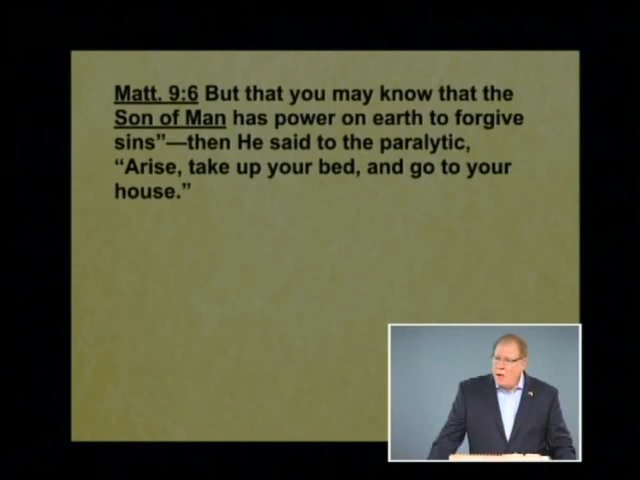 Matt. 9:6 But that you may know that the
Son of Man has power on earth to forgive
sins”—then He said to the paralytic,
“Arise, take up your bed, and go to your
house.”